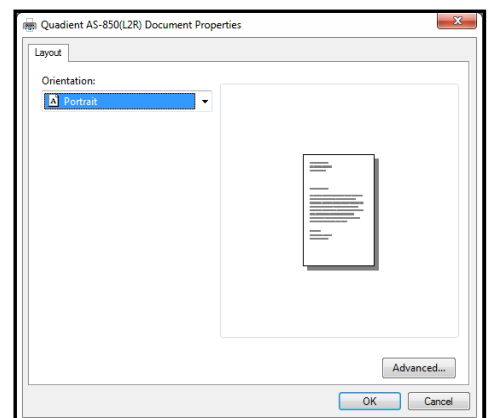 Quadient AS-850(L2R) Document Properties
Layout
Orientation:
A Portrait
Advanced...
OK Cancel